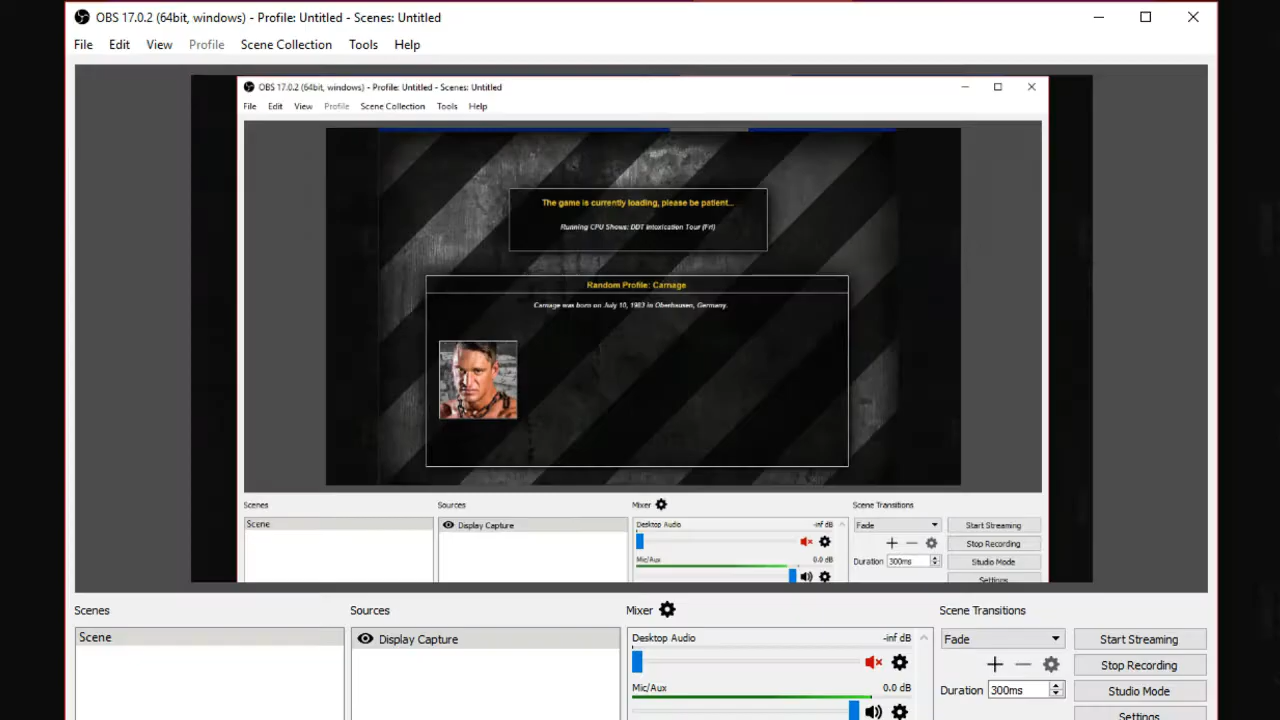 OBS 17.0.2 (64bit, windows) - Profile: Untitled - Scenes: Untitled
File Edit View Profile Scene Collection Tools Help
OBS 17.0.2 (64bit, windows) - Profile: Untitled - Scenes: Untitled
File Edit View Profile Scene Collection Tools Help
The game is currently loading, please be patient...
Running CPU Shows: DDT Intoxication Tour (Fri)
Random Profile: Carnage
Carnage was born on July 10, 1983 in Oberhausen, Germany.
Scenes Sources Mixer Scene Transitions
Scene Display Capture Desktop Audio -inf dB Fade Start Streaming
Stop Recording
Mic/Aux 0.0 dB Duration 300ms Studio Mode
Settings
Scenes Sources Mixer Scene Transitions
Scene Display Capture Desktop Audio -inf dB Fade Start Streaming
Stop Recording
Mic/Aux 0.0 dB Duration 300ms Studio Mode
Settings